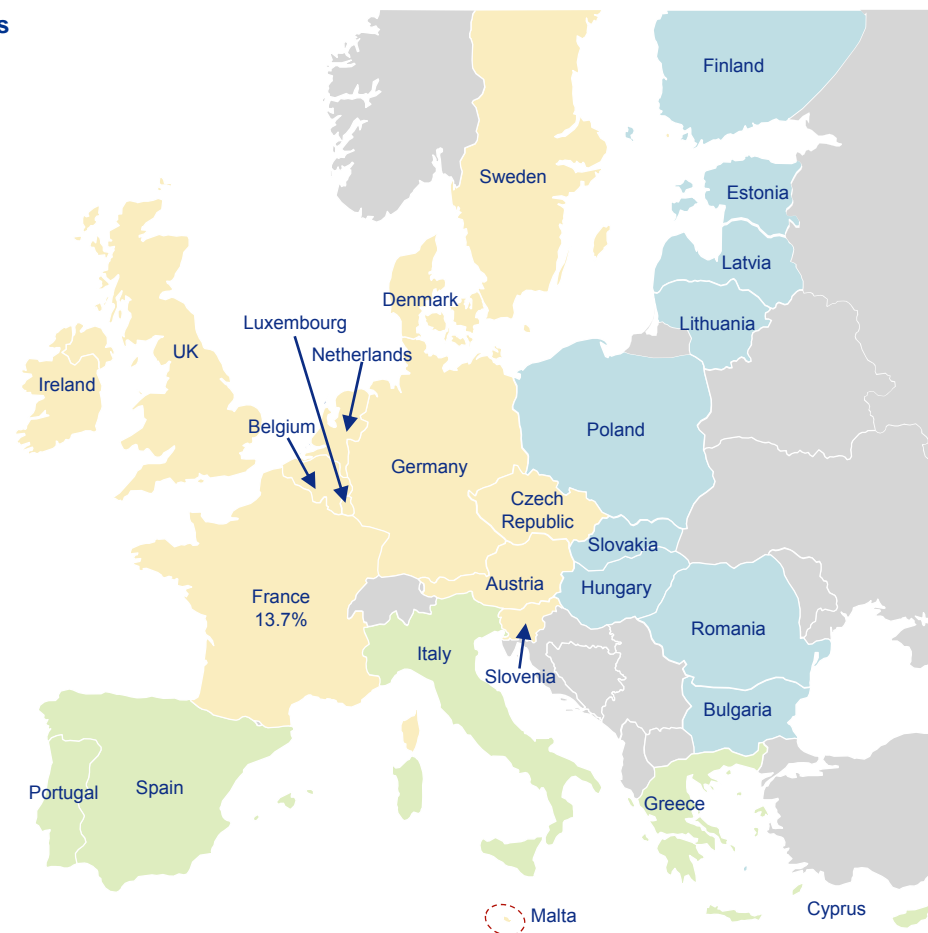 s
Finland
Sweden
Estonia
Latvia
Denmark
Luxembourg
Lithuania
UK
Netherlands
Ireland
Belgium
Poland
Germany
Czech
Republic
Slovakia
Austria
Hungary
France
13.7%
Romania
Italy
Slovenia
Bulgaria
Portugal
Spain
Greece
Cyprus
Malta